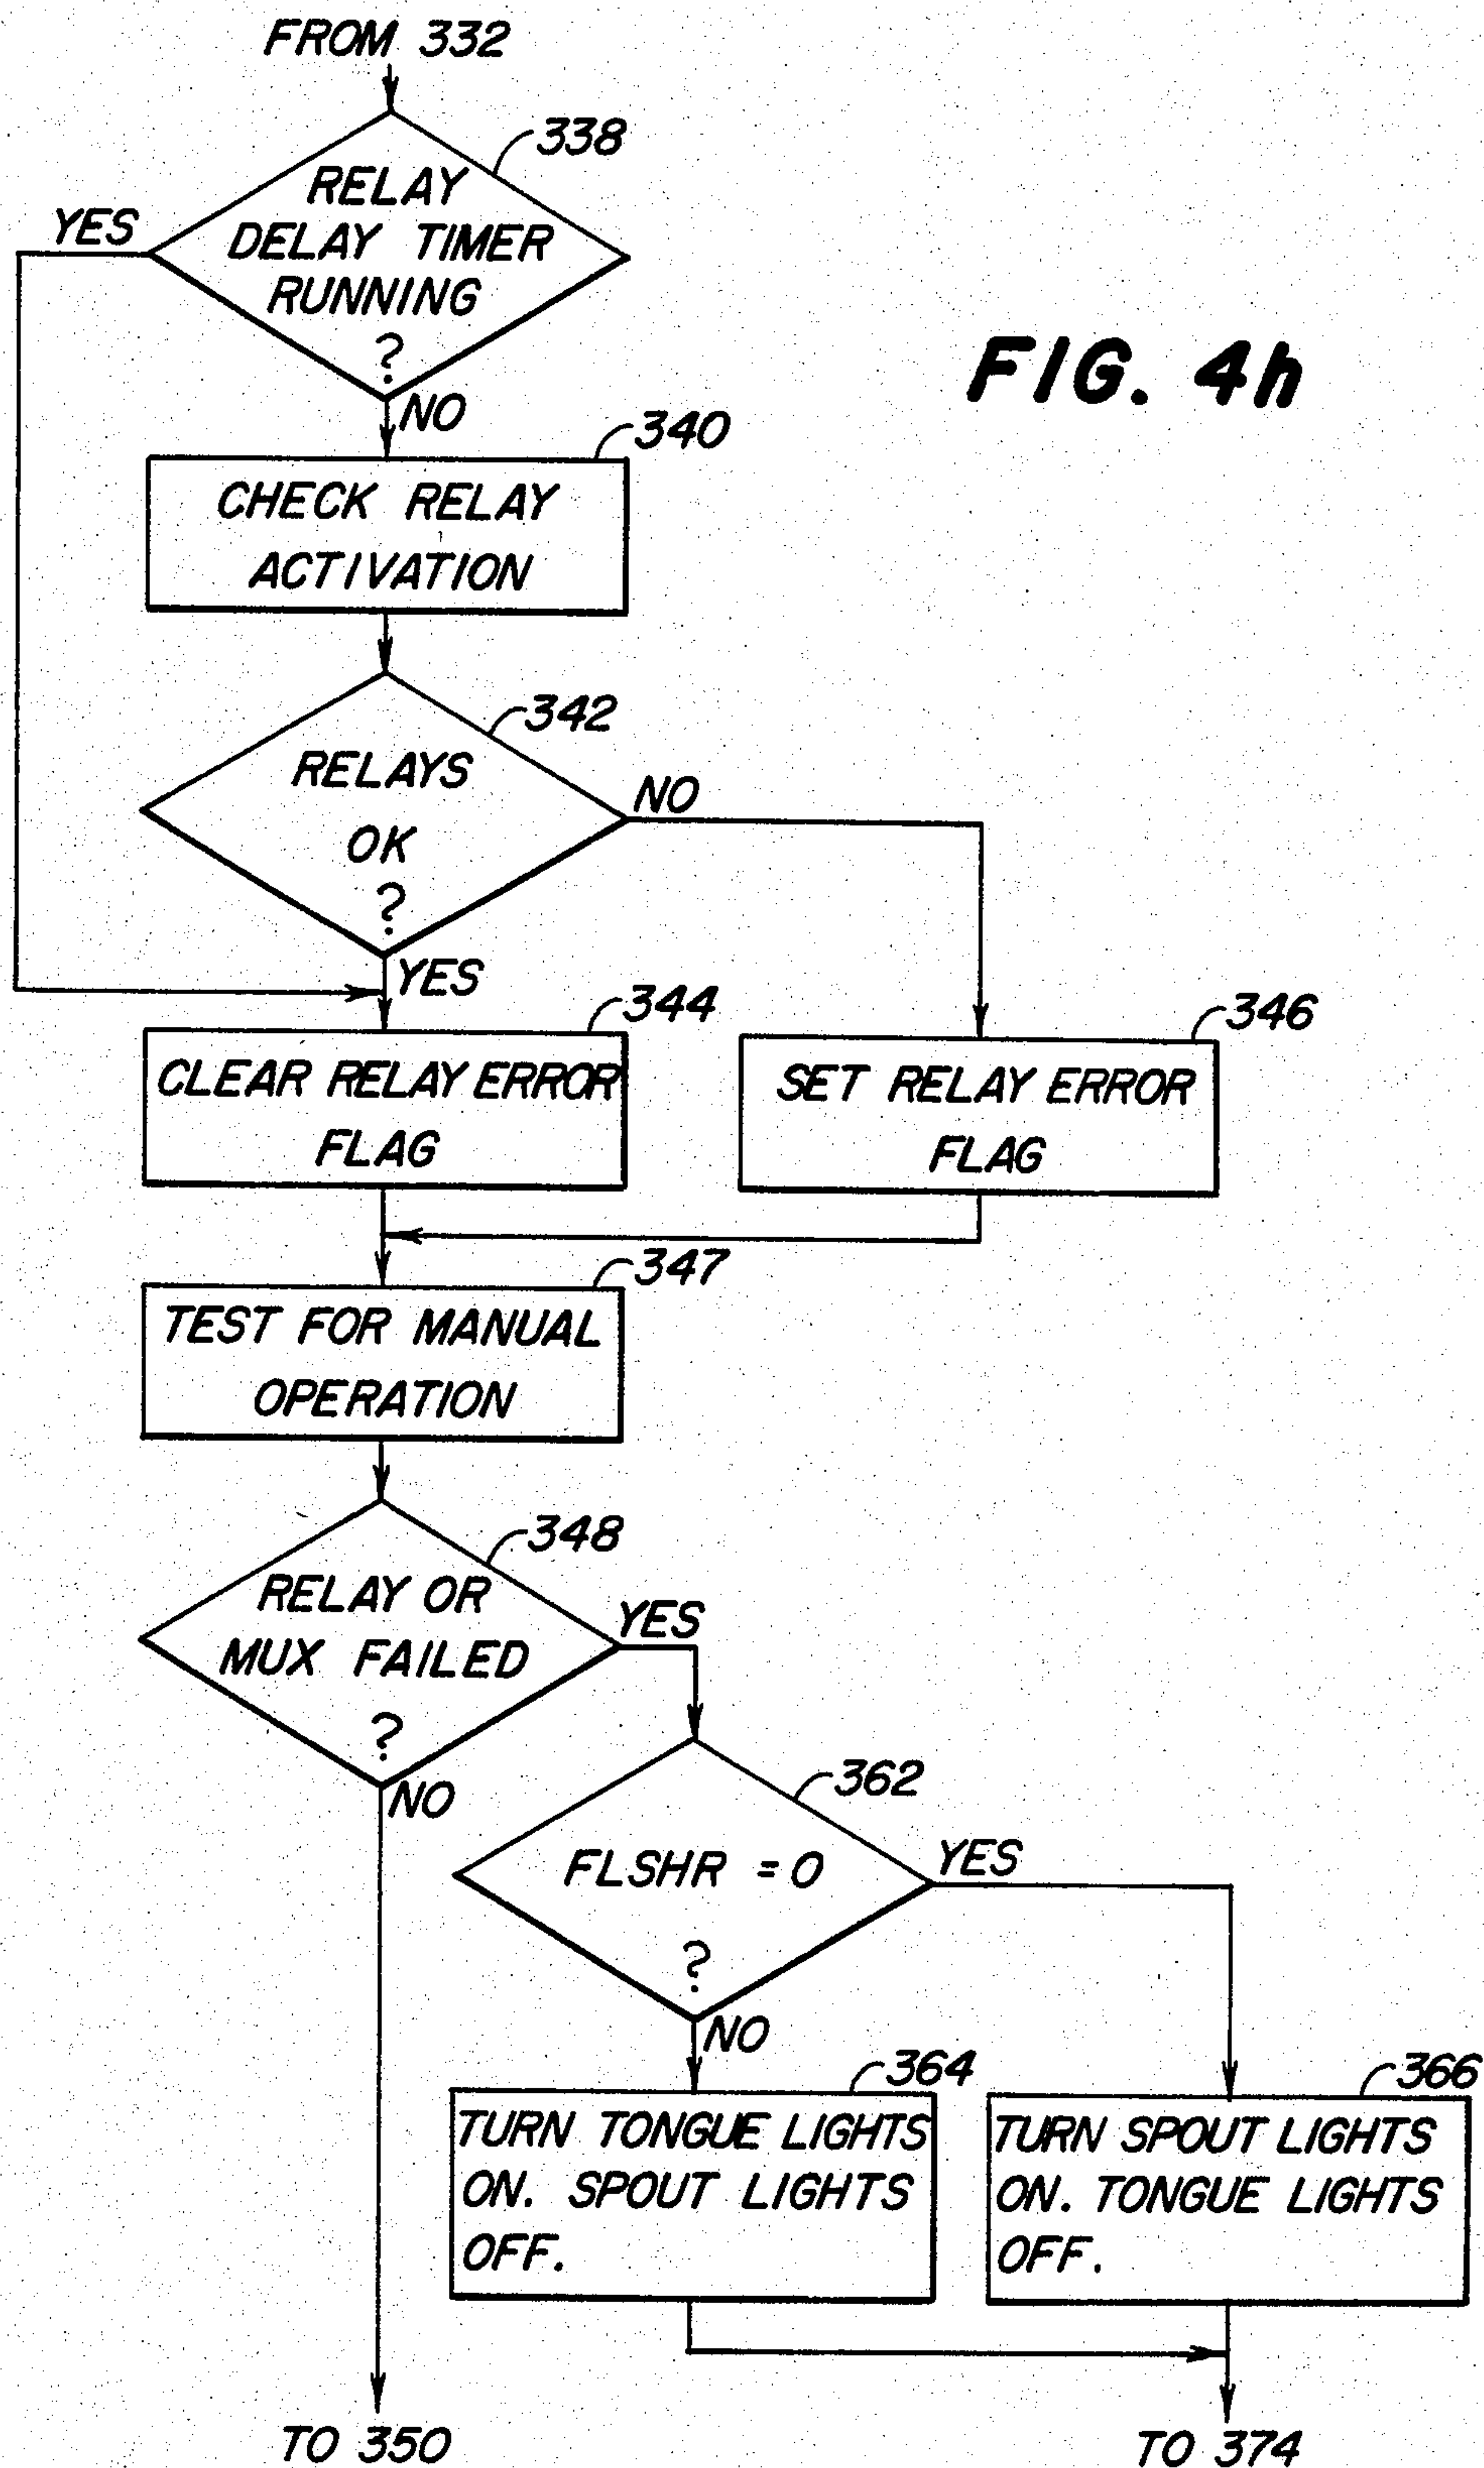 FROM 332
338
RELAY
DELAY TIMER
RUNNING
?
YES
NO
FIG. 4h
340
CHECK RELAY
ACTIVATION
342
RELAYS
OK
?
NO
YES
344
CLEAR RELAY ERROR
FLAG
346
SET RELAY ERROR
FLAG
347
TEST FOR MANUAL
OPERATION
348
RELAY OR
MUX FAILED
?
YES
NO
362
FLSHR = 0
?
YES
NO
364
TURN TONGUE LIGHTS
ON. SPOUT LIGHTS
OFF.
366
TURN SPOUT LIGHTS
ON. TONGUE LIGHTS
OFF.
TO 350
TO 374